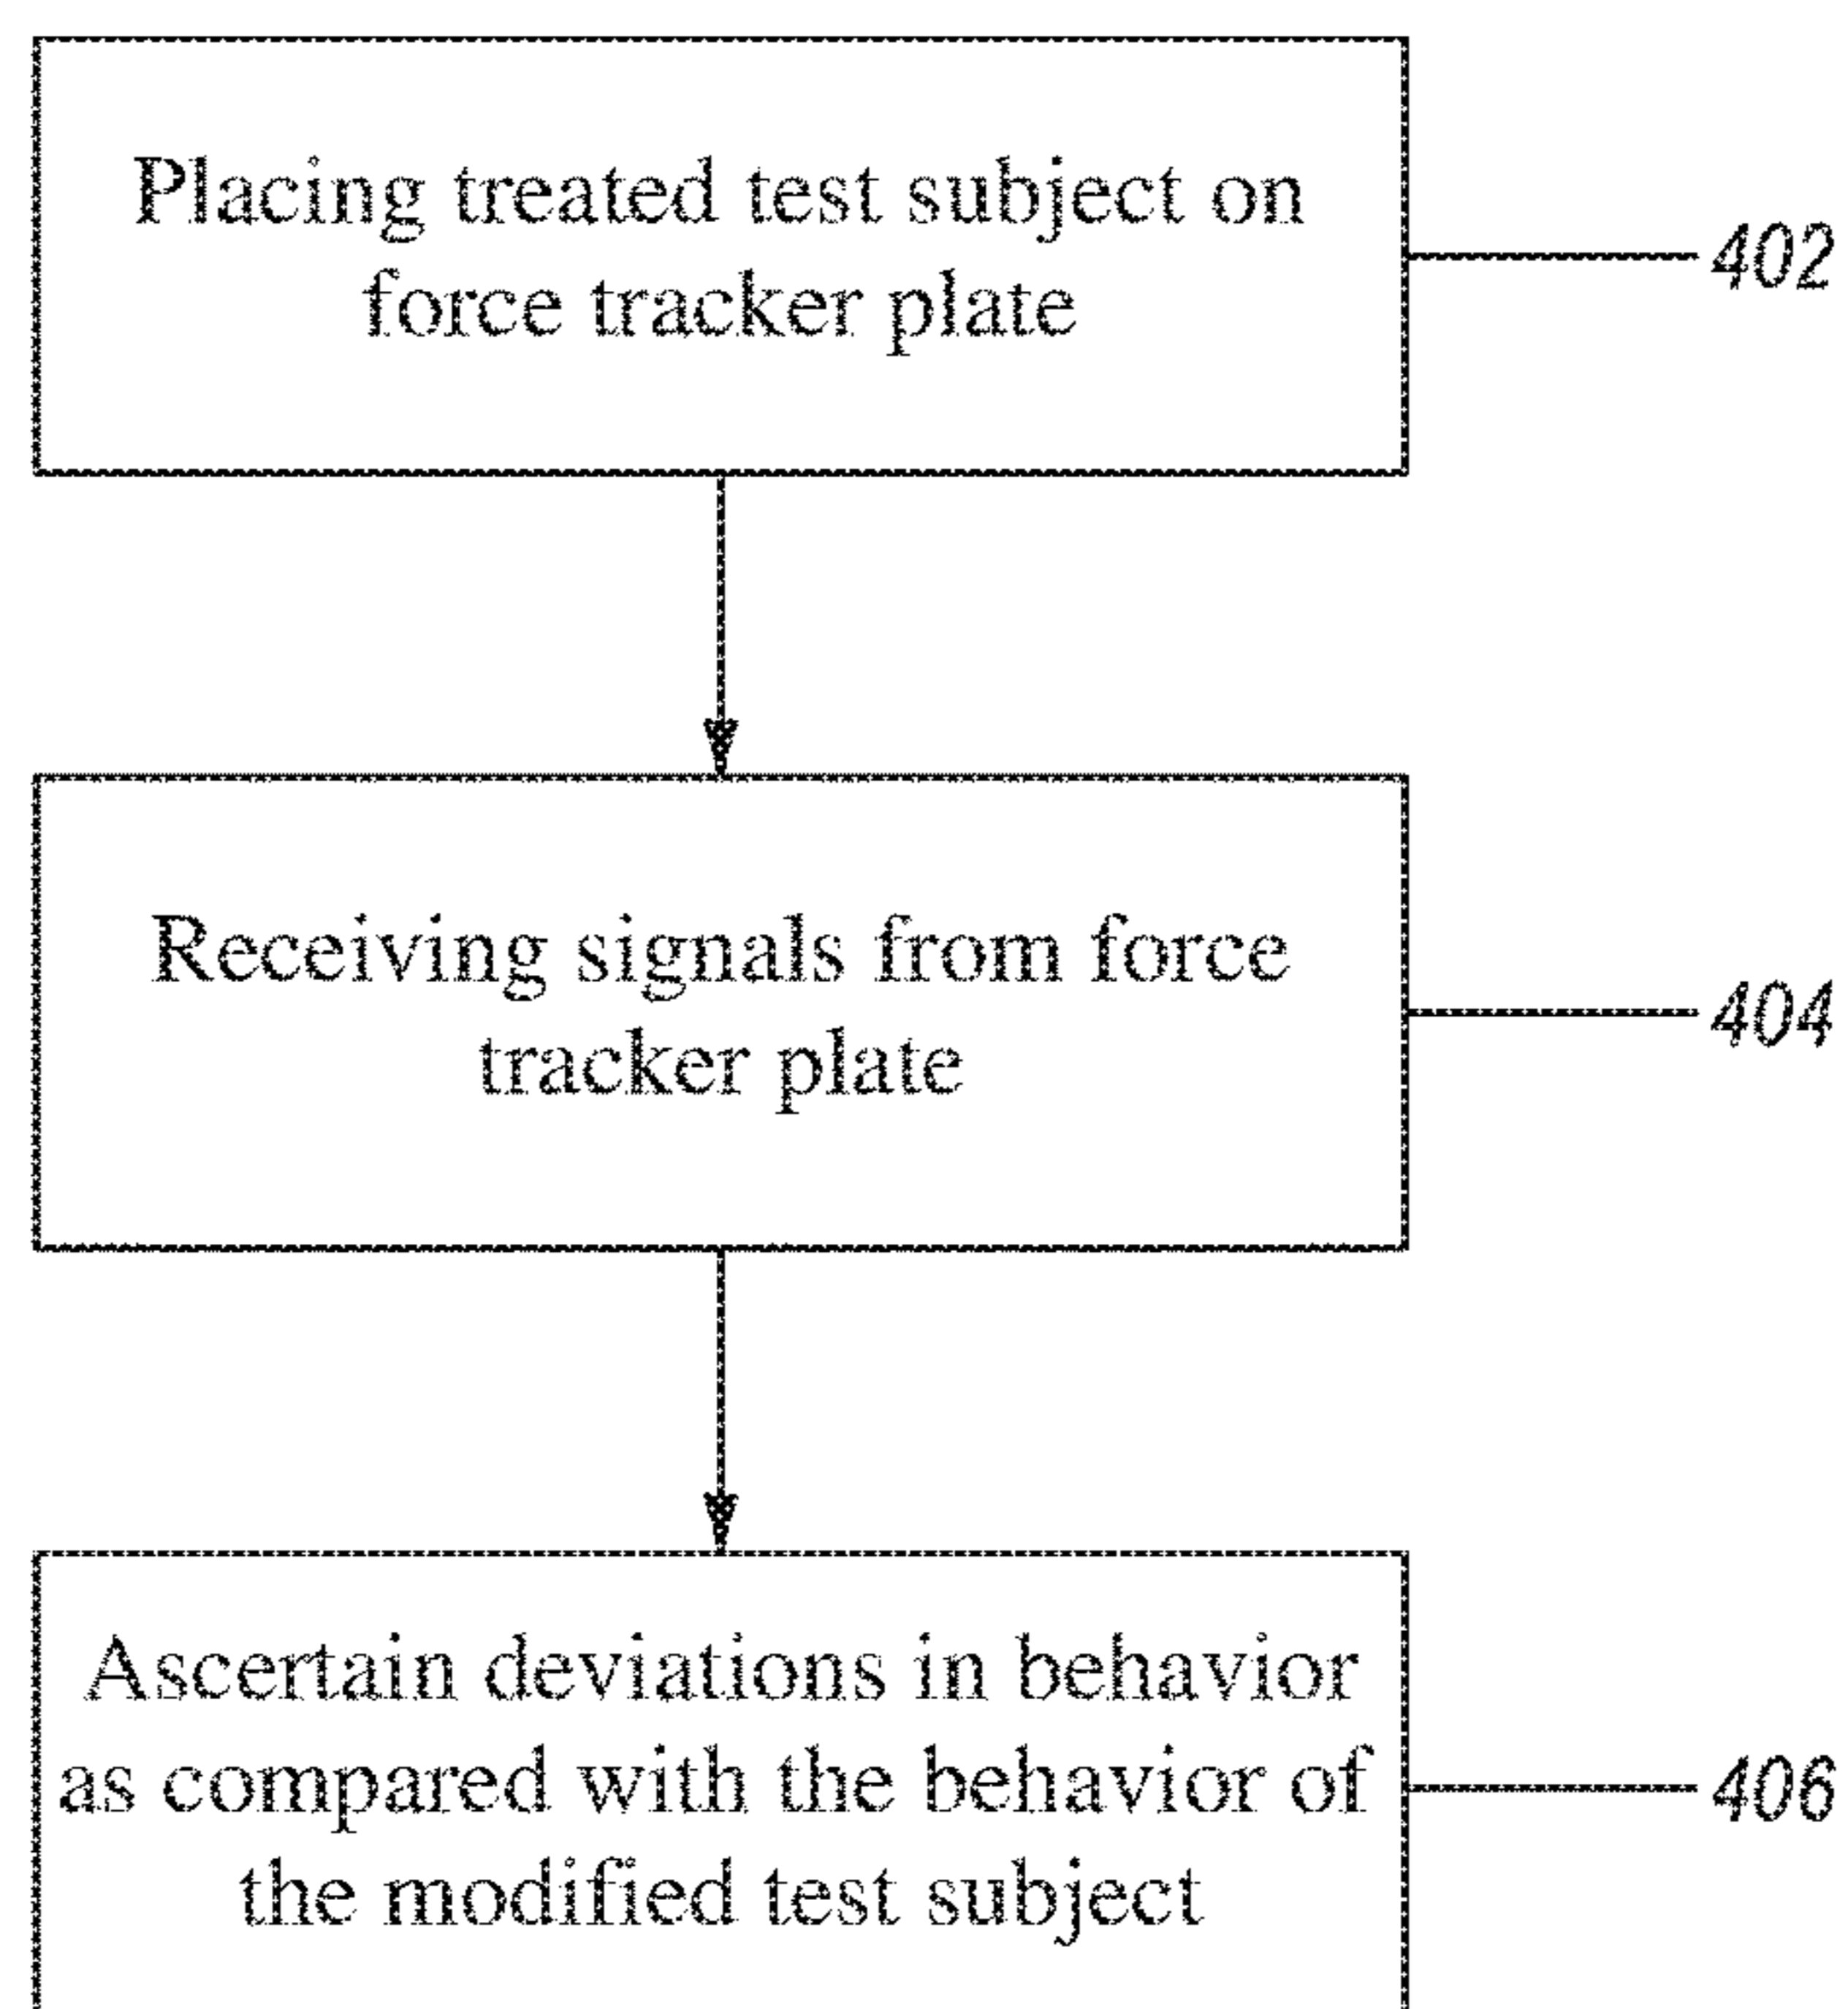 Placing treated test subject on
force tracker plate
402
Receiving signals from force
tracker plate
404
Ascertain deviations in behavior
as compared with the behavior of
the modified test subject
406